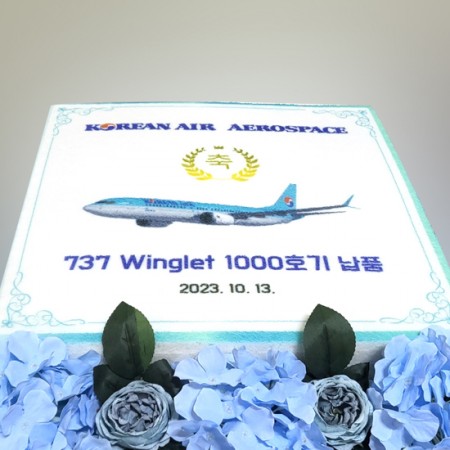 KOREAN AIR AEROSPACE
축
737 Winglet 1000호기 납품
2023. 10. 13.